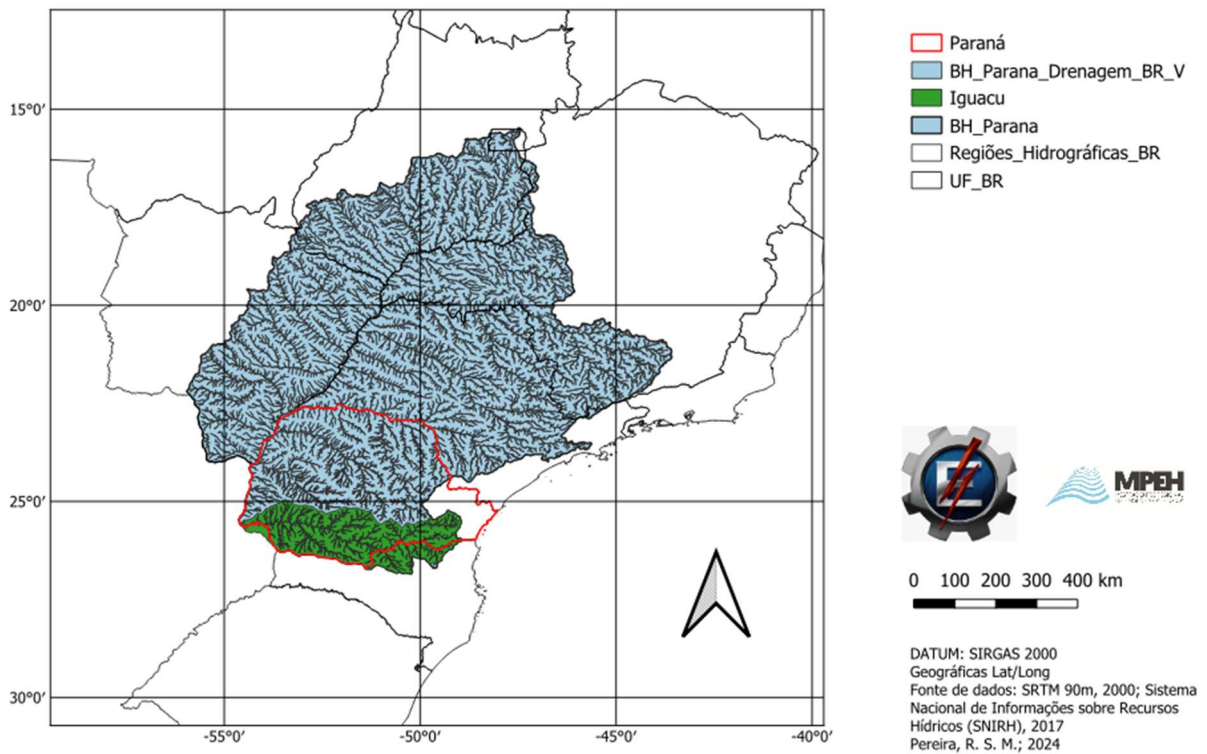 15°0′
20°0′
25°0′
30°0′
-55°0′
-50°0′
-45°0′
-40°0′
Paraná
BH_Parana_Drenagem_BR_V
Iguacu
BH_Parana
Regiões_Hidrográficas_BR
UF_BR
E
MPEH
0 100 200 300 400 km
DATUM: SIRGAS 2000
Geográficas Lat/Long
Fonte de dados: SRTM 90m, 2000; Sistema
Nacional de Informações sobre Recursos
Hídricos (SNIRH), 2017
Pereira, R. S. M.; 2024